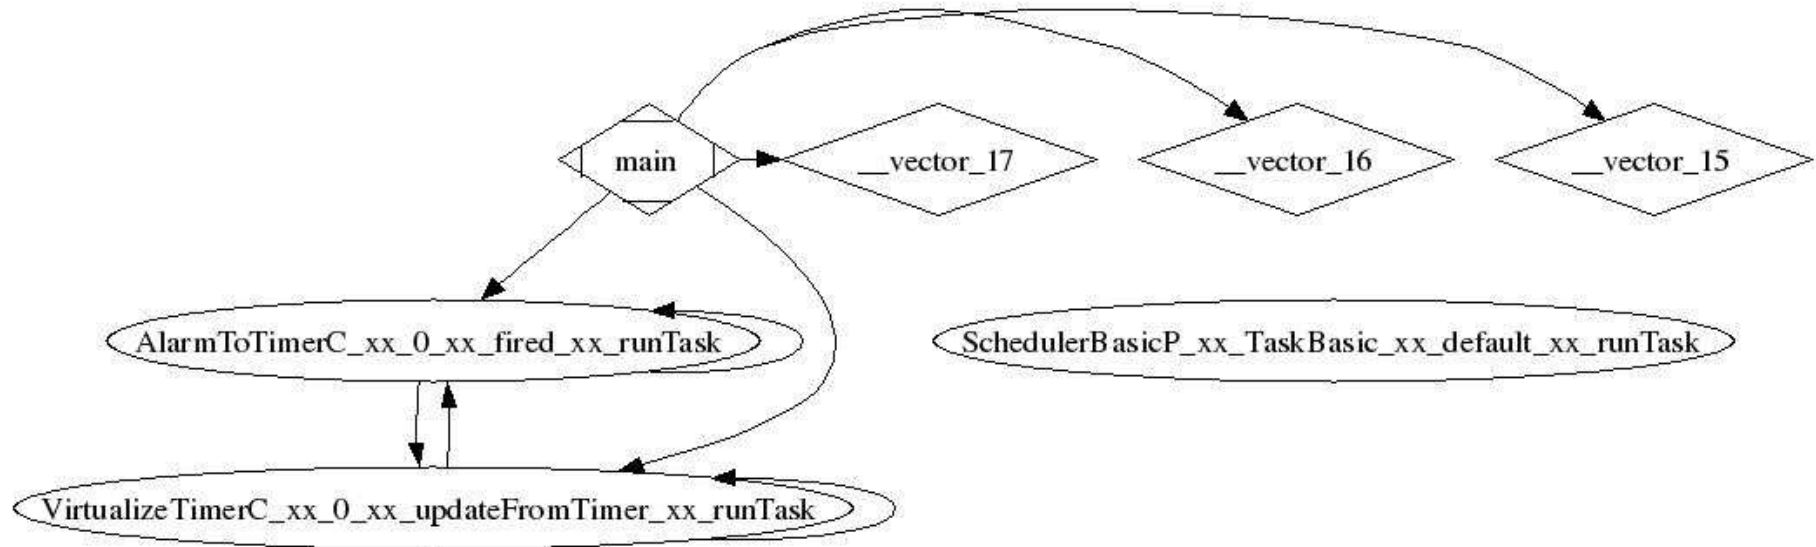 main
__vector_17
__vector_16
__vector_15
AlarmToTimerC_xx_0_xx_fired_xx_runTask
SchedulerBasicP_xx_TaskBasic_xx_default_xx_runTask
VirtualizeTimerC_xx_0_xx_updateFromTimer_xx_runTask